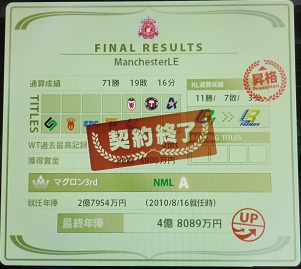 FINAL RESULTS
ManchesterLE
通算成績 71勝 19敗 16分
RL通算成績
昇格
11勝/ 7敗/
TITLES
契約終了
WT過去最高記録
獲得賞金
マグロン3rd NML A
就任年俸 2億7954万円 (2010/8/16就任時)
最終年俸 4億 8089万円
UP